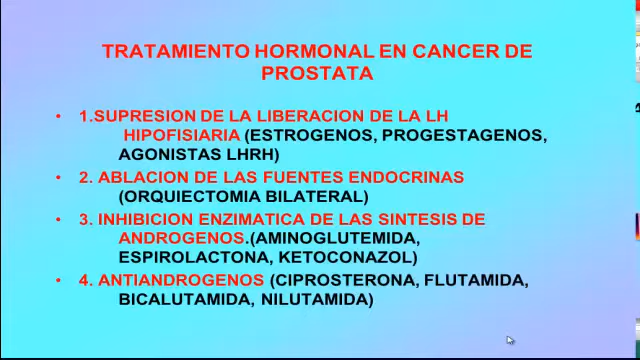 TRATAMIENTO HORMONAL EN CANCER DE
PROSTATA
• 1.SUPRESION DE LA LIBERACION DE LA LH
HIPOFISIARIA (ESTROGENOS, PROGESTAGENOS,
AGONISTAS LHRH)
• 2. ABLACION DE LAS FUENTES ENDOCRINAS
(ORQUIECTOMIA BILATERAL)
• 3. INHIBICION ENZIMATICA DE LAS SINTESIS DE
ANDROGENOS.(AMINOGLUTEMIDA,
ESPIROLACTONA, KETOCONAZOL)
• 4. ANTIANDROGENOS (CIPROSTERONA, FLUTAMIDA,
BICALUTAMIDA, NILUTAMIDA)